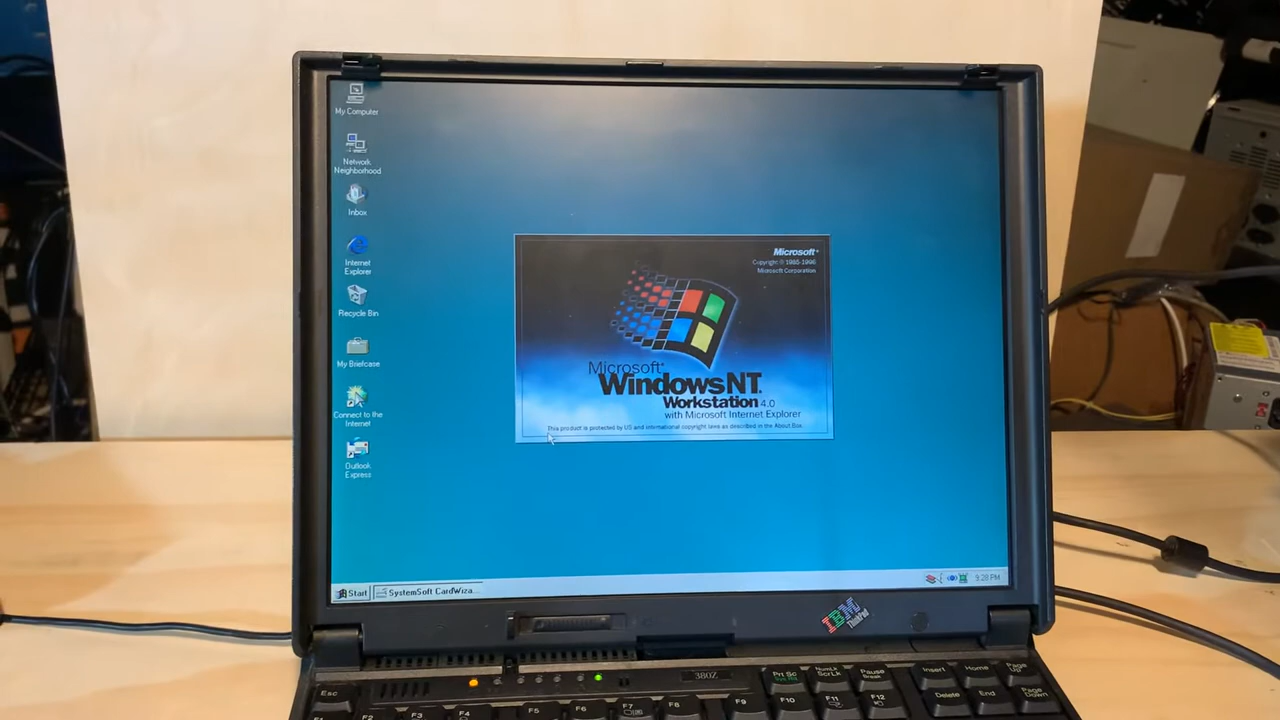 My Computer
Network
Neighborhood
Inbox
Internet
Explorer
Recycle Bin
My Briefcase
Connect to the
Internet
Outlook
Express
Microsoft
Copyright © 1985-1996
Microsoft Corporation
Microsoft
Windows NT
Workstation 4.0
with Microsoft Internet Explorer
This product is protected by US and international copyright laws as described in the About Box.
Start
SystemSoft CardWiza...
9:28 PM
IBM
ThinkPad
380Z
Esc
Prt Sc
Sys Rq
NumLk
ScrLk
Pause
Break
Insert
Home
Page
Up
Delete
End
Page
Down
F1
F2
F3
F4
F5
F6
F7
F8
F9
F10
F11
F12